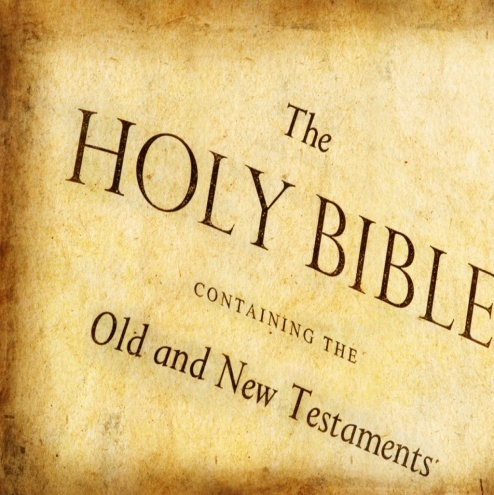 The
HOLY BIBLE
CONTAINING THE
Old and New Testaments